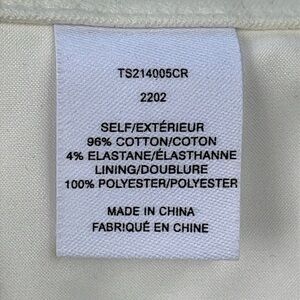 TS214005CR
2202
SELF/EXTÉRIEUR
96% COTTON/COTON
4% ELASTANE/ÉLASTHANNE
LINING/DOUBLURE
100% POLYESTER/POLYESTER
MADE IN CHINA
FABRIQUÉ EN CHINE